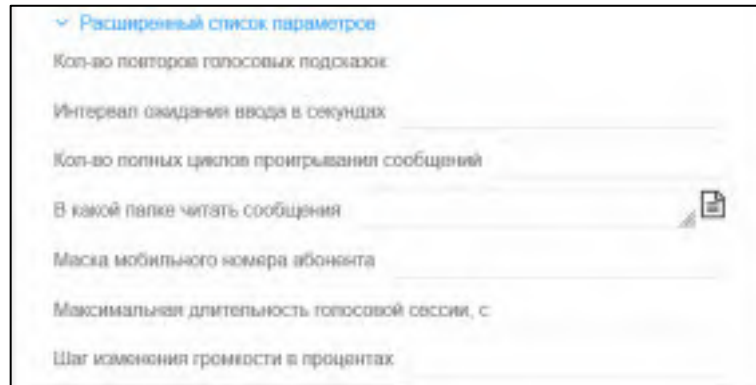 Расширенный список параметров
Кол-во повторов голосовых подсказок
Интервал ожидания ввода в секундах
Кол-во полных циклов проигрывания сообщений
В какой папке читать сообщения
Маска мобильного номера абонента
Максимальная длительность голосовой сессии, с
Шаг изменения громкости в процентах